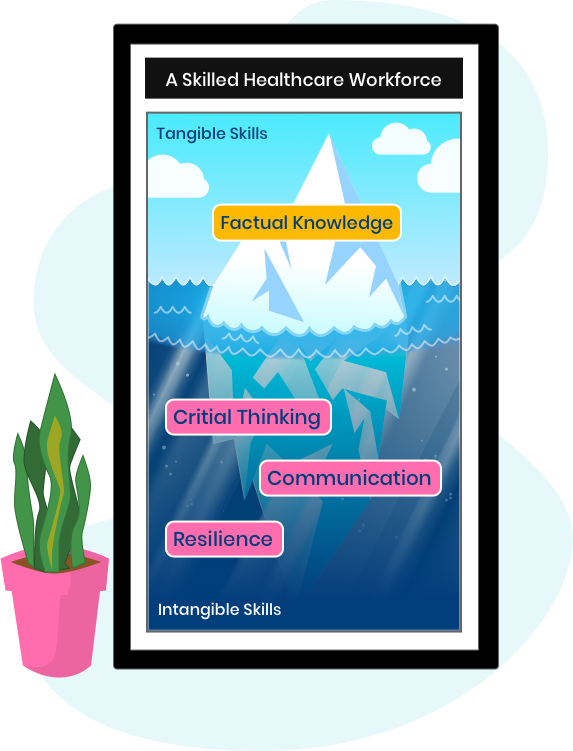 A Skilled Healthcare Workforce
Tangible Skills
Factual Knowledge
Critial Thinking
Communication
Resilience
Intangible Skills